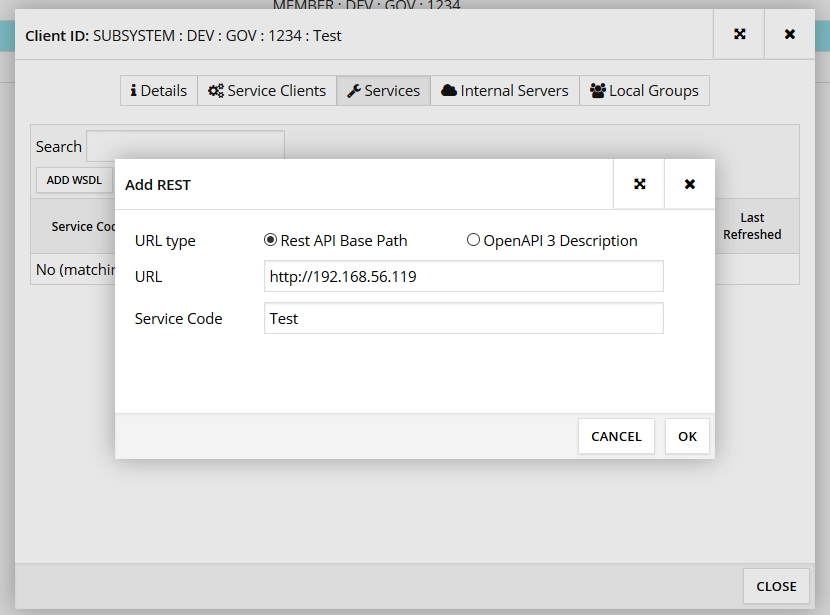 MEMBER : DEV : GOV : 1234
Client ID: SUBSYSTEM : DEV : GOV : 1234 : Test
Details Service Clients Services Internal Servers Local Groups
Search
ADD WSDL
Add REST
Service
Last
Refreshed
URL type Rest API Base Path OpenAPI 3 Description
No
URL http://192.168.56.119
Service Code Test
CANCEL OK
CLOSE